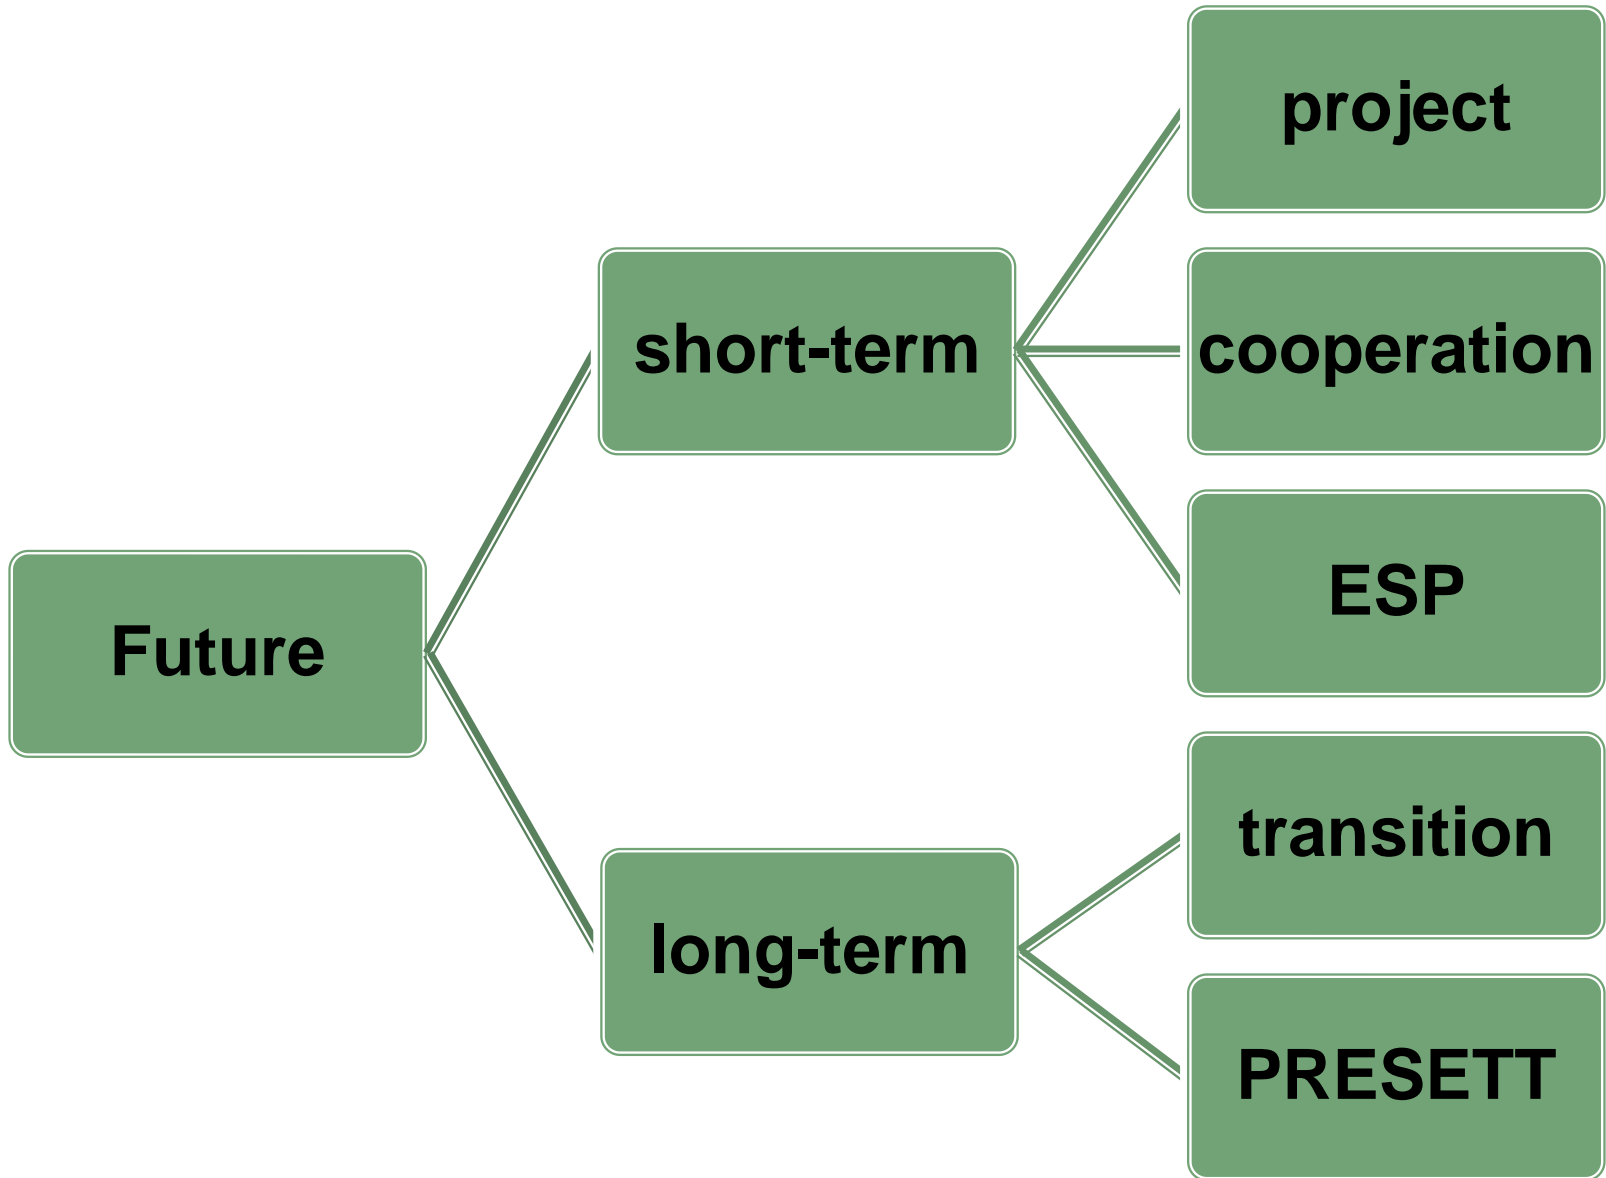 Future
short-term
project
cooperation
ESP
long-term
transition
PRESETT